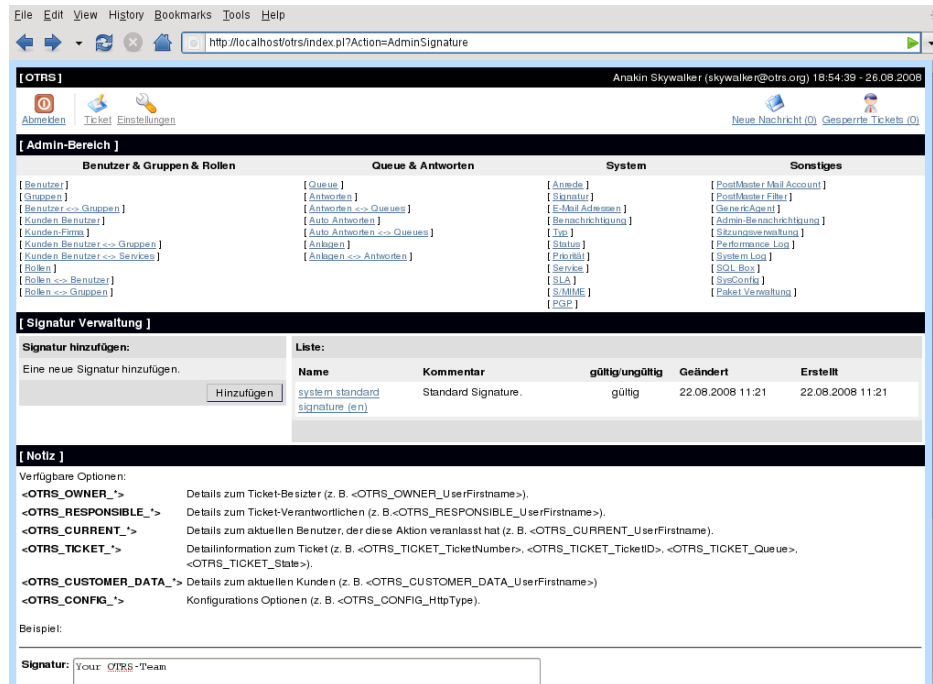 File Edit View History Bookmarks Tools Help
http://localhost/otrs/index.pl?Action=AdminSignature
[ OTRS ] Anakin Skywalker (skywalker@otrs.org) 18:54:39 - 26.08.2008
Abmelden Ticket Einstellungen Neue Nachricht (0) Gesperrte Tickets (0)
[ Admin-Bereich ]
Benutzer & Gruppen & Rollen Queue & Antworten System Sonstiges
[ Benutzer ] [ Queue ] [ Anrede ] [ PostMaster Mail Account ]
[ Gruppen ] [ Antworten ] [ Signatur ] [ PostMaster Filter ]
[ Benutzer <-> Gruppen ] [ Antworten <-> Queues ] [ E-Mail Adressen ] [ GenericAgent ]
[ Kunden Benutzer ] [ Auto Antworten ] [ Benachrichtigung ] [ Admin-Benachrichtigung ]
[ Kunden-Firma ] [ Auto Antworten <-> Queues ] [ Typ ] [ Sitzungsverwaltung ]
[ Kunden Benutzer <-> Gruppen ] [ Anlagen ] [ Status ] [ Performance Log ]
[ Kunden Benutzer <-> Services ] [ Anlagen <-> Antworten ] [ Priorität ] [ System Log ]
[ Rollen ] [ Service ] [ SQL Box ]
[ Rollen <-> Benutzer ] [ SLA ] [ SysConfig ]
[ Rollen <-> Gruppen ] [ S/MIME ] [ Paket Verwaltung ]
[ PGP ]
[ Signatur Verwaltung ]
Signatur hinzufügen: Liste:
Eine neue Signatur hinzufügen. Name Kommentar gültig/ungültig Geändert Erstellt
Hinzufügen system standard Standard Signature. gültig 22.08.2008 11:21 22.08.2008 11:21
signature (en)
[ Notiz ]
Verfügbare Optionen:
<OTRS_OWNER_*> Details zum Ticket-Besizter (z. B. <OTRS_OWNER_UserFirstname>).
<OTRS_RESPONSIBLE_*> Details zum Ticket-Verantwortlichen (z. B.<OTRS_RESPONSIBLE_UserFirstname>).
<OTRS_CURRENT_*> Details zum aktuellen Benutzer, der diese Aktion veranlasst hat (z. B. <OTRS_CURRENT_UserFirstname).
<OTRS_TICKET_*> Detailinformation zum Ticket (z. B. <OTRS_TICKET_TicketNumber>, <OTRS_TICKET_TicketID>, <OTRS_TICKET_Queue>,
<OTRS_TICKET_State>).
<OTRS_CUSTOMER_DATA_*> Details zum aktuellen Kunden (z. B. <OTRS_CUSTOMER_DATA_UserFirstname>)
<OTRS_CONFIG_*> Konfigurations Optionen (z. B. <OTRS_CONFIG_HttpType).
Beispiel:
Signatur: Your OTRS-Team